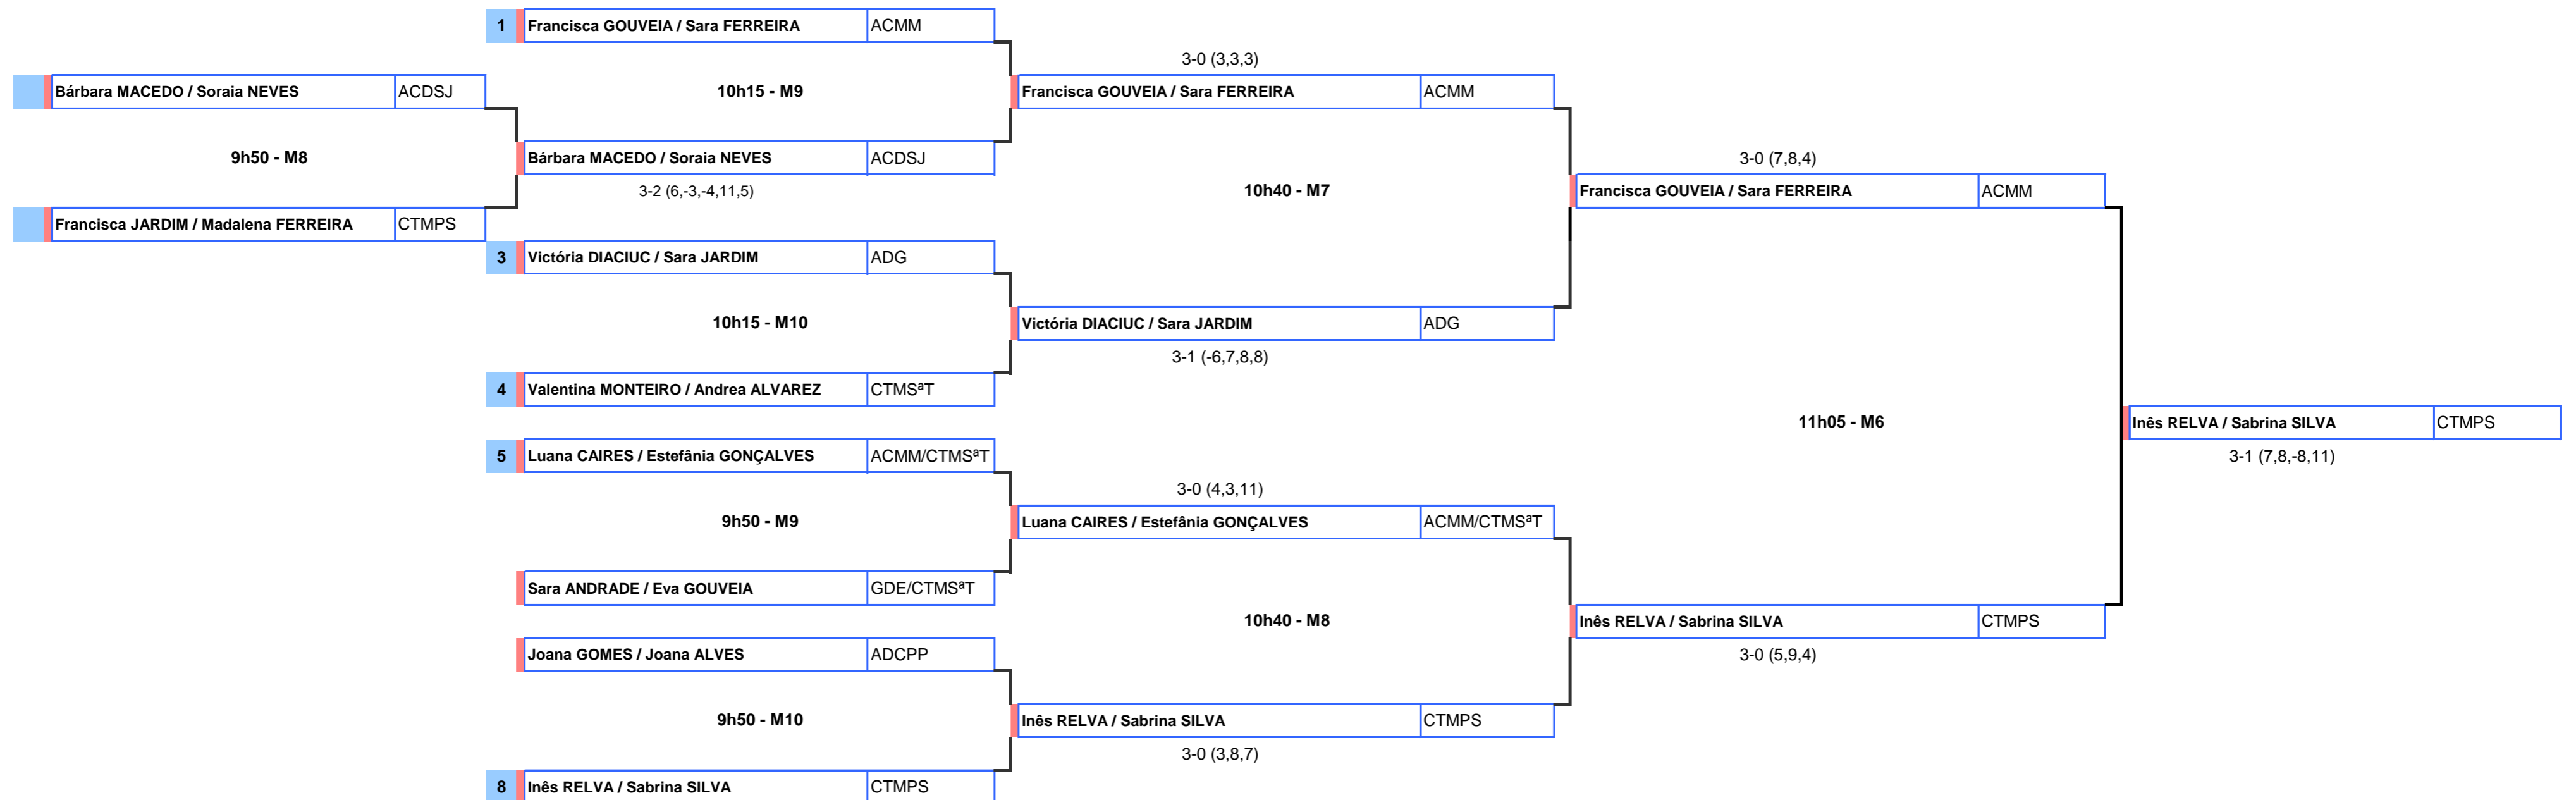 1 Francisca GOUVEIA / Sara FERREIRA ACMM
3-0 (3,3,3)
Bárbara MACEDO / Soraia NEVES ACDSJ 10h15 - M9 Francisca GOUVEIA / Sara FERREIRA ACMM
9h50 - M8 Bárbara MACEDO / Soraia NEVES ACDSJ 3-0 (7,8,4)
3-2 (6,-3,-4,11,5) 10h40 - M7 Francisca GOUVEIA / Sara FERREIRA ACMM
Francisca JARDIM / Madalena FERREIRA CTMPS
3 Victória DIACIUC / Sara JARDIM ADG
10h15 - M10 Victória DIACIUC / Sara JARDIM ADG
3-1 (-6,7,8,8)
4 Valentina MONTEIRO / Andrea ALVAREZ CTMSªT
11h05 - M6 Inês RELVA / Sabrina SILVA CTMPS
5 Luana CAIRES / Estefânia GONÇALVES ACMM/CTMSªT 3-1 (7,8,-8,11)
3-0 (4,3,11)
9h50 - M9 Luana CAIRES / Estefânia GONÇALVES ACMM/CTMSªT
Sara ANDRADE / Eva GOUVEIA GDE/CTMSªT
10h40 - M8 Inês RELVA / Sabrina SILVA CTMPS
Joana GOMES / Joana ALVES ADCPP 3-0 (5,9,4)
9h50 - M10 Inês RELVA / Sabrina SILVA CTMPS
3-0 (3,8,7)
8 Inês RELVA / Sabrina SILVA CTMPS